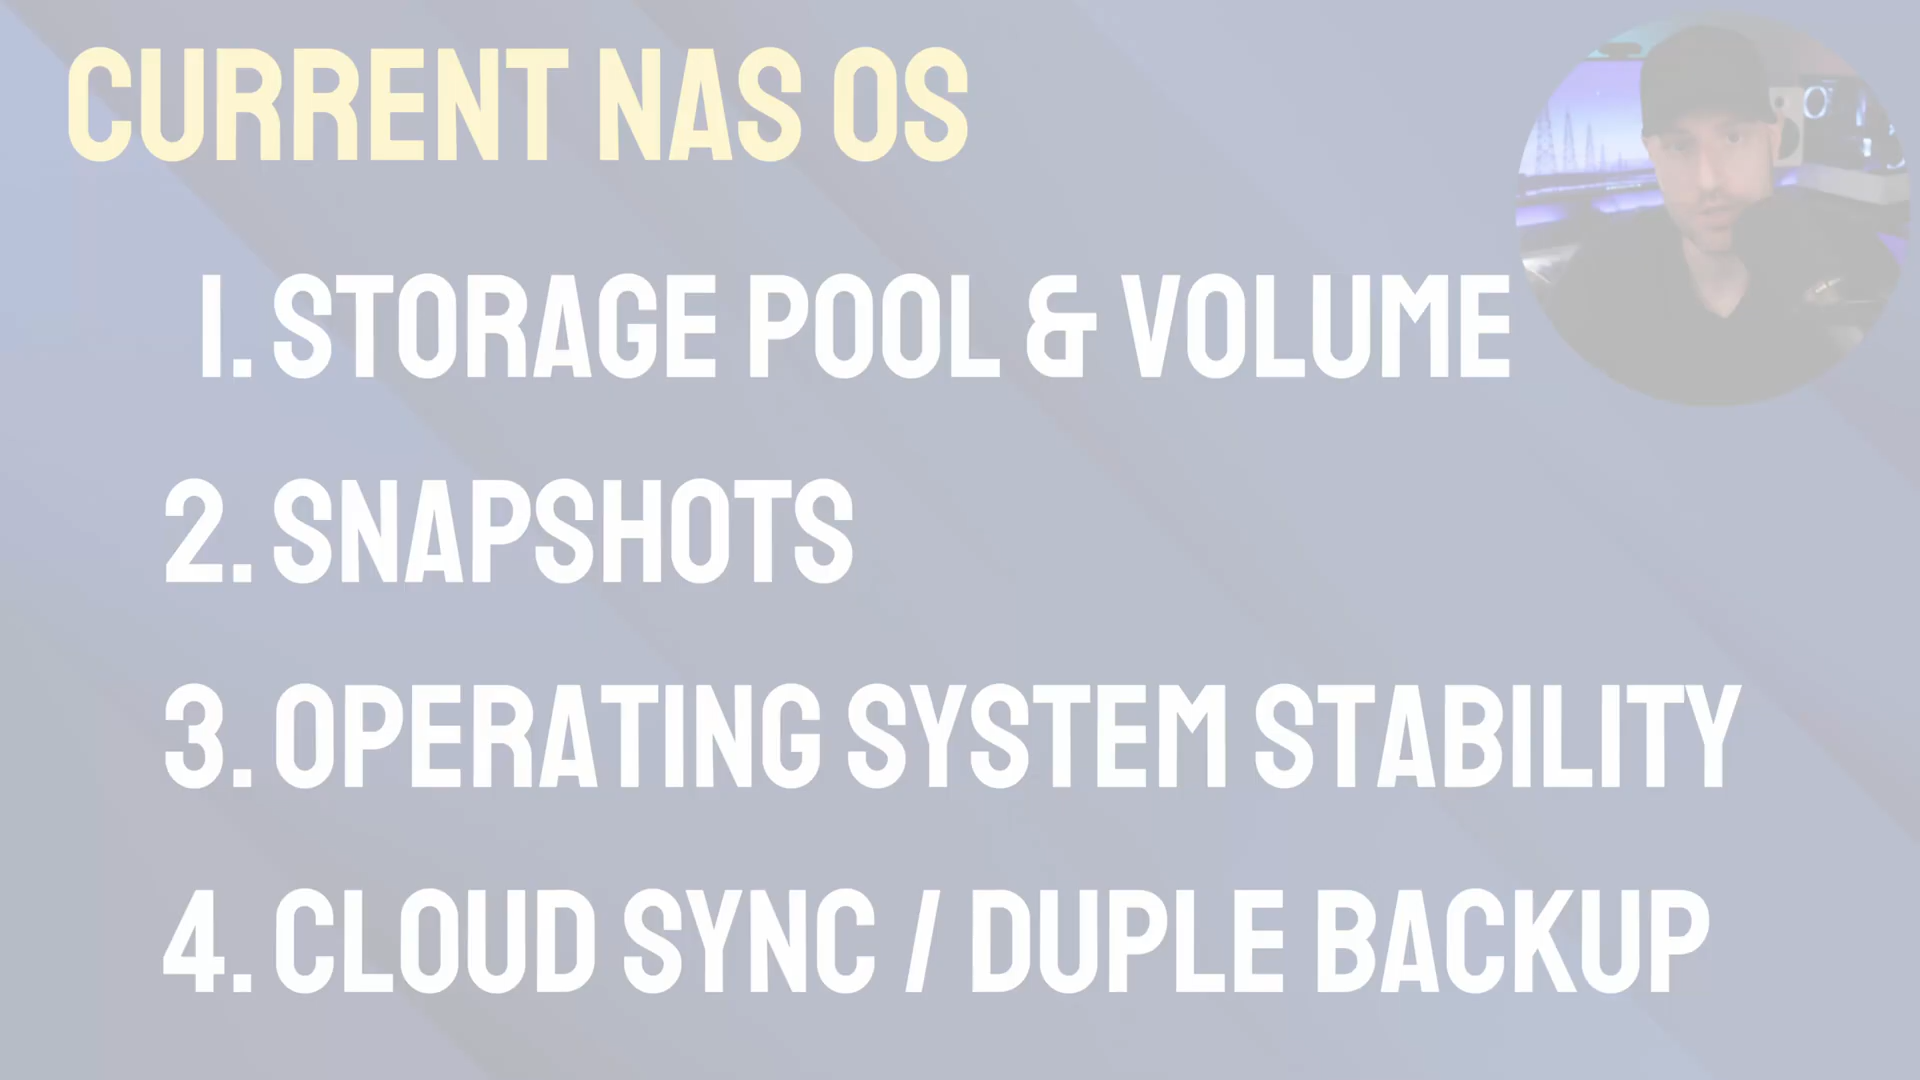 CURRENT NAS OS
1. STORAGE POOL & VOLUME
2. SNAPSHOTS
3. OPERATING SYSTEM STABILITY
4. CLOUD SYNC / DUPLE BACKUP